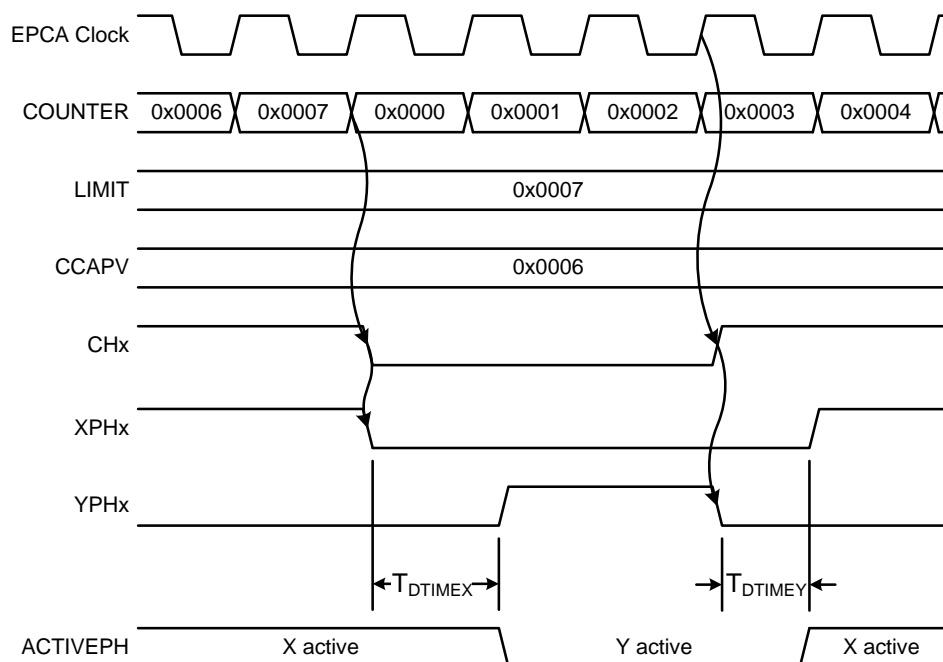 EPCA Clock
COUNTER 0x0006 0x0007 0x0000 0x0001 0x0002 0x0003 0x0004
LIMIT 0x0007
CCAPV 0x0006
CHx
XPHx
YPHx
TDTIMEX TDTIMEY
ACTIVEPH X active Y active X active